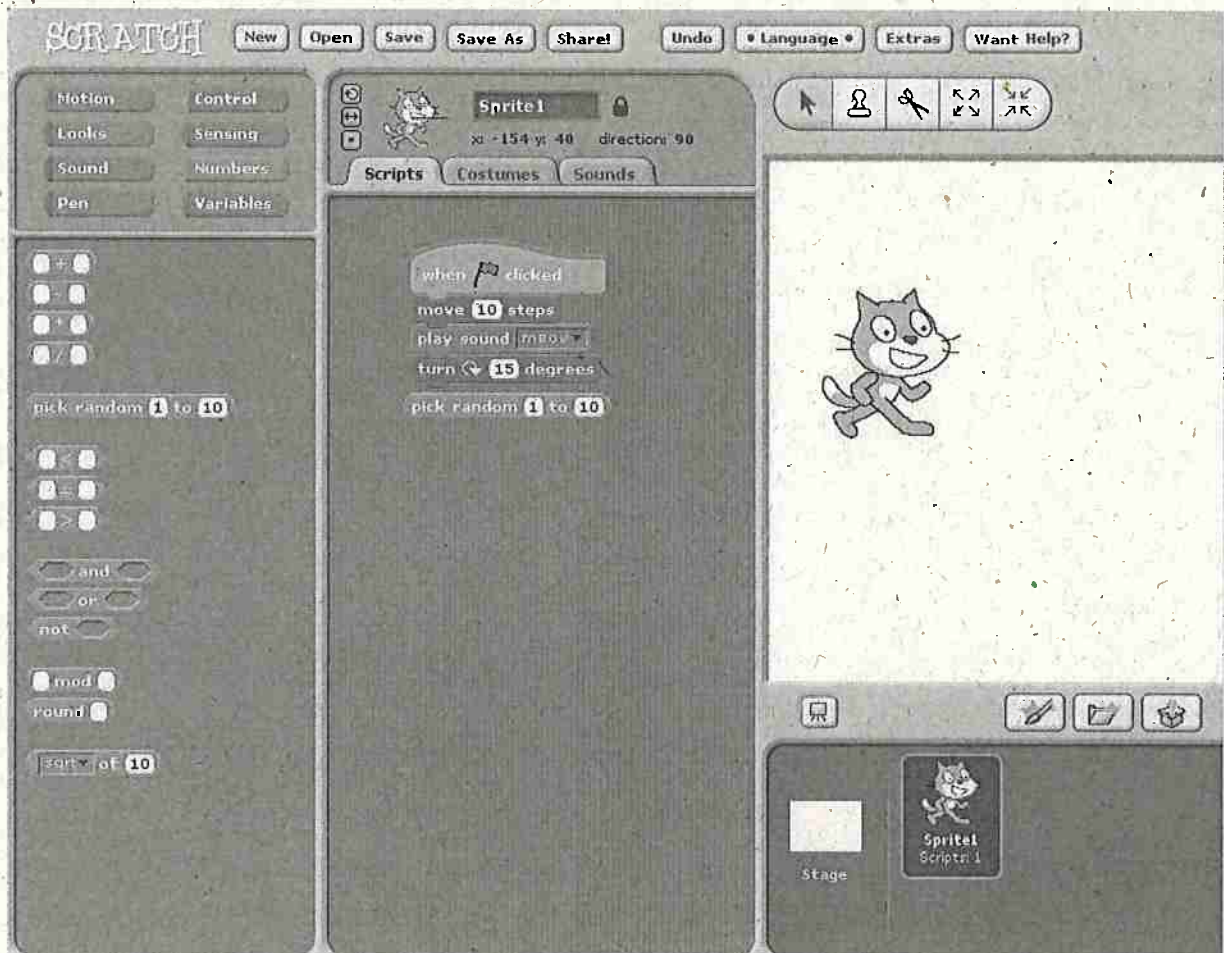 SCRATCH
New Open Save Save As Share! Undo • Language • Extras Want Help?
Motion Control
Looks Sensing
Sound Numbers
Pen Variables
Sprite1
x: -154 y: 40 direction: 90
Scripts Costumes Sounds
+
-
*
/
pick random 1 to 10
<
=
>
and
or
not
mod
round
sqrt of 10
when clicked
move 10 steps
play sound meow
turn 15 degrees
pick random 1 to 10
Stage
Sprite1
Scripts: 1